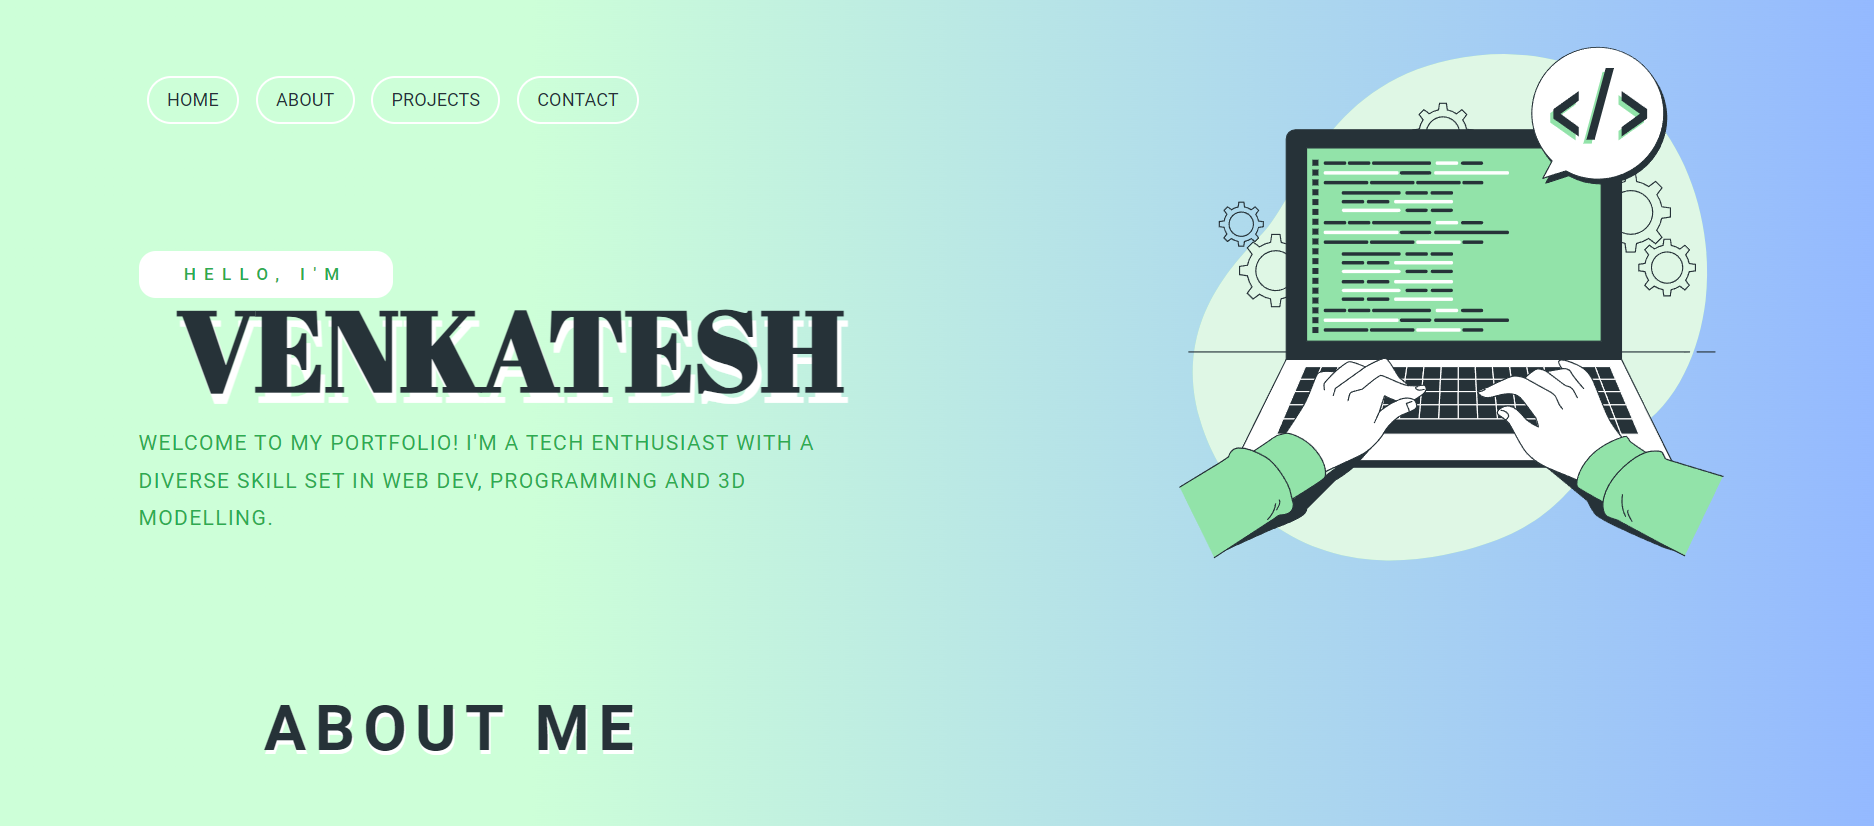 HOME
ABOUT
PROJECTS
CONTACT
</>
HELLO, I'M
VENKATESH
WELCOME TO MY PORTFOLIO! I'M A TECH ENTHUSIAST WITH A
DIVERSE SKILL SET IN WEB DEV, PROGRAMMING AND 3D
MODELLING.
ABOUT ME